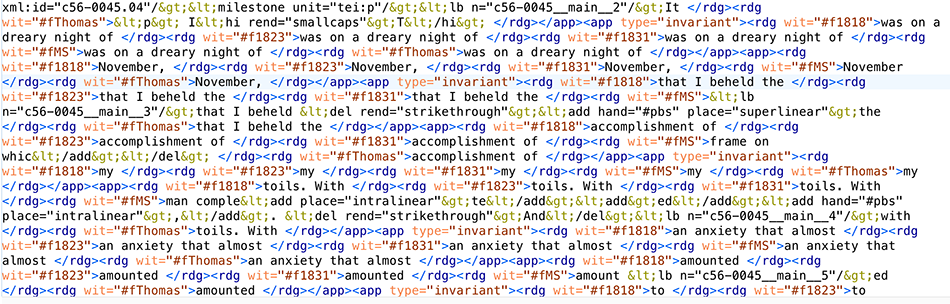 xml:id="c56-0045.04"/&gt;&lt;milestone unit="tei:p"/&gt;&lt;lb n="c56-0045__main__2"/&gt;It </rdg><rdg
wit="#fThomas">&lt;p&gt; I&lt;hi rend="smallcaps"&gt;T&lt;/hi&gt; </rdg></app><app type="invariant"><rdg wit="#f1818">was on a
dreary night of </rdg><rdg wit="#f1823">was on a dreary night of </rdg><rdg wit="#f1831">was on a dreary night of </rdg><rdg
wit="#fMS">was on a dreary night of </rdg><rdg wit="#fThomas">was on a dreary night of </rdg></app><app><rdg
wit="#f1818">November, </rdg><rdg wit="#f1823">November, </rdg><rdg wit="#f1831">November, </rdg><rdg wit="#fMS">November
</rdg><rdg wit="#fThomas">November, </rdg></app><app type="invariant"><rdg wit="#f1818">that I beheld the </rdg><rdg
wit="#f1823">that I beheld the </rdg><rdg wit="#f1831">that I beheld the </rdg><rdg wit="#fMS">&lt;lb
n="c56-0045__main__3"/&gt;that I beheld &lt;del rend="strikethrough"&gt;&lt;add hand="#pbs" place="superlinear"&gt;the
</rdg><rdg wit="#fThomas">that I beheld the </rdg></app><app><rdg wit="#f1818">accomplishment of </rdg><rdg
wit="#f1823">accomplishment of </rdg><rdg wit="#f1831">accomplishment of </rdg><rdg wit="#fMS">frame on
whic&lt;/add&gt;&lt;/del&gt; </rdg><rdg wit="#fThomas">accomplishment of </rdg></app><app type="invariant"><rdg
wit="#f1818">my </rdg><rdg wit="#f1823">my </rdg><rdg wit="#f1831">my </rdg><rdg wit="#fMS">my </rdg><rdg wit="#fThomas">my
</rdg></app><app><rdg wit="#f1818">toils. With </rdg><rdg wit="#f1823">toils. With </rdg><rdg wit="#f1831">toils. With
</rdg><rdg wit="#fMS">man comple&lt;add place="intralinear"&gt;te&lt;/add&gt;&lt;add&gt;ed&lt;/add&gt;&lt;add hand="#pbs"
place="intralinear"&gt;,&lt;/add&gt;. &lt;del rend="strikethrough"&gt;And&lt;/del&gt;&lt;lb n="c56-0045__main__4"/&gt;with
</rdg><rdg wit="#fThomas">toils. With </rdg></app><app type="invariant"><rdg wit="#f1818">an anxiety that almost </rdg><rdg
wit="#f1823">an anxiety that almost </rdg><rdg wit="#f1831">an anxiety that almost </rdg><rdg wit="#fMS">an anxiety that
almost </rdg><rdg wit="#fThomas">an anxiety that almost </rdg></app><app><rdg wit="#f1818">amounted </rdg><rdg
wit="#f1823">amounted </rdg><rdg wit="#f1831">amounted </rdg><rdg wit="#fMS">amount &lt;lb n="c56-0045__main__5"/&gt;ed
</rdg><rdg wit="#fThomas">amounted </rdg></app><app type="invariant"><rdg wit="#f1818">to </rdg><rdg wit="#f1823">to